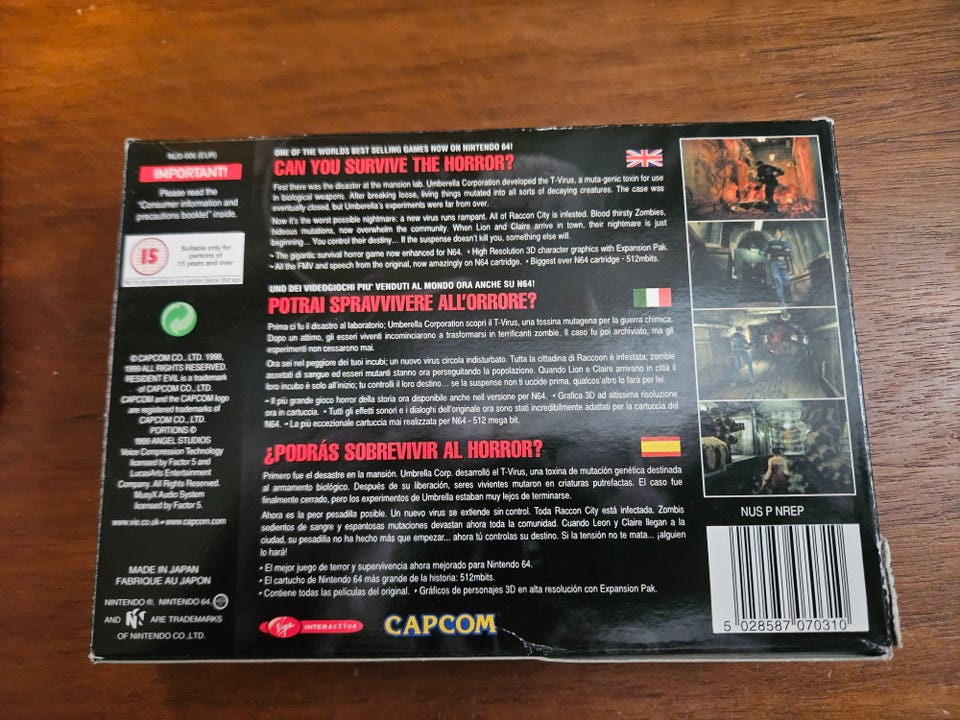 NUS-006 (EUR)
IMPORTANT!
Please read the
"Consumer information and
precautions booklet" inside.
15
Suitable only for
persons of
15 years and over
Not to be supplied to any person below that age
© CAPCOM CO., LTD. 1998,
1999 ALL RIGHTS RESERVED.
RESIDENT EVIL is a trademark
of CAPCOM CO., LTD.
CAPCOM and the CAPCOM logo
are registered trademarks of
CAPCOM CO., LTD.
PORTIONS ©
1999 ANGEL STUDIOS
Voice Compression Technology
licensed by Factor 5 and
LucasArts Entertainment
Company. All Rights Reserved.
MusyX Audio System
licensed by Factor 5.
www.vie.co.uk • www.capcom.com
MADE IN JAPAN
FABRIQUE AU JAPON
NINTENDO ®, NINTENDO 64,
AND N ARE TRADEMARKS
OF NINTENDO CO.,LTD.
ONE OF THE WORLDS BEST SELLING GAMES NOW ON NINTENDO 64!
CAN YOU SURVIVE THE HORROR?
First there was the disaster at the mansion lab. Umberella Corporation developed the T-Virus, a muta-genic toxin for use
in biological weapons. After breaking loose, living things mutated into all sorts of decaying creatures. The case was
eventually closed, but Umberella's experiments were far from over.
Now it's the worst possible nightmare: a new virus runs rampant. All of Raccon City is infested. Blood thirsty Zombies,
hideous mutations, now overwhelm the community. When Lion and Claire arrive in town, their nightmare is just
beginning... You control their destiny... If the suspense doesn't kill you, something else will.
• The gigantic survival horror game now enhanced for N64. • High Resolution 3D character graphics with Expansion Pak.
• All the FMV and speech from the original, now amazingly on N64 cartridge. • Biggest ever N64 cartridge - 512mbits.
UNO DEI VIDEOGIOCHI PIU' VENDUTI AL MONDO ORA ANCHE SU N64!
POTRAI SPRAVVIVERE ALL'ORRORE?
Prima ci fu il disastro al laboratorio; Umberella Corporation scopri il T-Virus, una tossina mutagena per la guerra chimica.
Dopo un attimo, gli esseri viventi incominciarono a trasformarsi in terrificanti zombie. Il caso fu poi archiviato, ma gli
esperimenti non cessarono mai.
Ora sei nel peggiore dei tuoi incubi; un nuovo virus circola indisturbato. Tutta la cittadina di Raccoon è infestata; zombie
assetati di sangue ed esseri mutanti stanno ora perseguitando la popolazione. Quando Lion e Claire arrivano in città il
loro incubo è solo all'inizio; tu controlli il loro destino... se la suspense non ti uccide prima, qualcos'altro lo farà per lei.
• Il più grande gioco horror della storia ora disponibile anche nella versione per N64. • Grafica 3D ad altissima risoluzione
ora in cartuccia. • Tutti gli effetti sonori e i dialoghi dell'originale ora sono stati incredibilmente adattati per la cartuccia del
N64. • La più eccezionale cartuccia mai realizzata per N64 - 512 mega bit.
¿PODRÁS SOBREVIVIR AL HORROR?
Primero fue el desastre en la mansión. Umbrella Corp. desarrolló el T-Virus, una toxina de mutación genética destinada
al armamento biológico. Después de su liberación, seres vivientes mutaron en criaturas putrefactas. El caso fue
finalmente cerrado, pero los experimentos de Umbrella estaban muy lejos de terminarse.
Ahora es la peor pesadilla posible. Un nuevo virus se extiende sin control. Toda Raccon City está infectada. Zombis
sedientos de sangre y espantosas mutaciones devastan ahora toda la comunidad. Cuando Leon y Claire llegan a la
ciudad, su pesadilla no ha hecho más que empezar... ahora tú controlas su destino. Si la tensión no te mata... ¡alguien
lo hará!
• El mejor juego de terror y supervivencia ahora mejorado para Nintendo 64.
• El cartucho de Nintendo 64 más grande de la historia: 512mbits.
• Contiene todas las películas del original. • Gráficos de personajes 3D en alta resolución con Expansion Pak.
Virgin INTERactive
CAPCOM
NUS P NREP
5 028587 070310